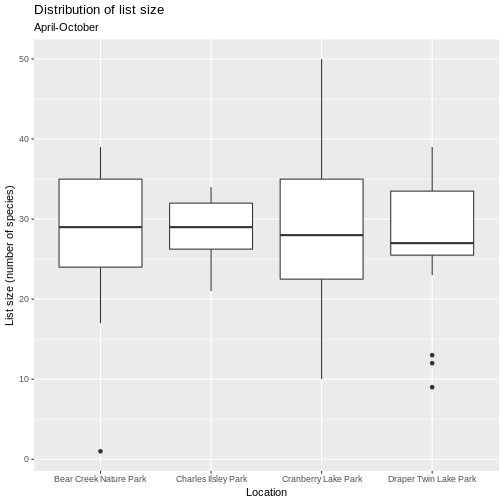 Distribution of list size
April-October
List size (number of species)
50
40
30
20
10
0
Bear Creek Nature Park
Charles Ilsley Park
Cranberry Lake Park
Draper Twin Lake Park
Location